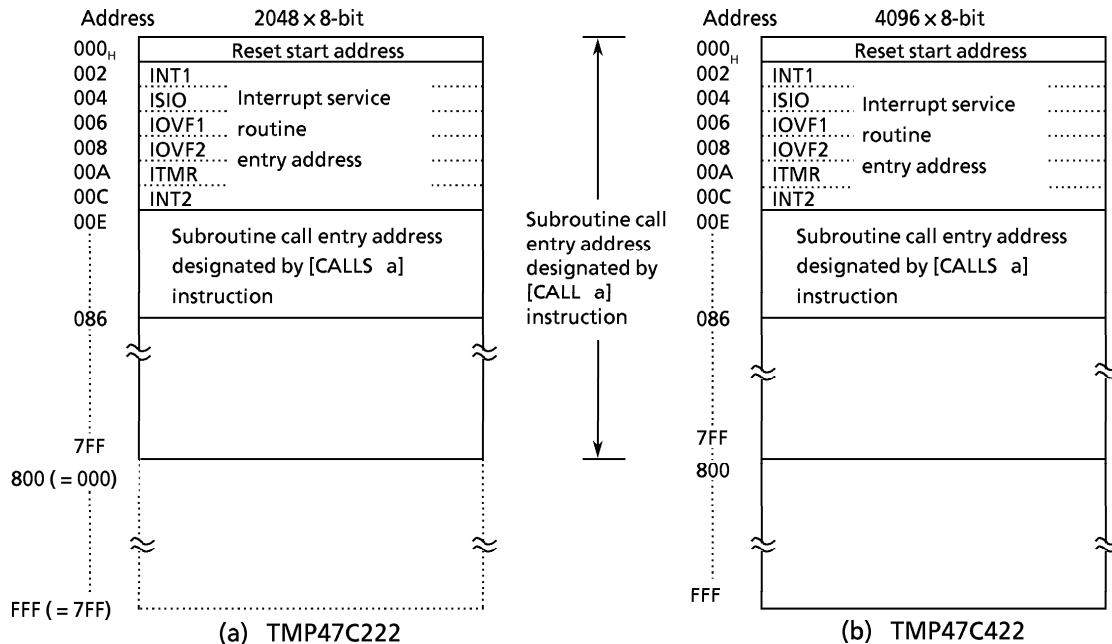 Address 2048 × 8-bit
000H Reset start address
002 INT1
004 ISIO Interrupt service
006 IOVF1 routine
008 IOVF2 entry address
00A ITMR
00C INT2
00E
Subroutine call entry address
designated by [CALLS a]
instruction
086
7FF
800 ( = 000)
FFF ( = 7FF)
(a) TMP47C222
Subroutine call
entry address
designated by
[CALL a]
instruction
Address 4096 × 8-bit
000H Reset start address
002 INT1
004 ISIO Interrupt service
006 IOVF1 routine
008 IOVF2 entry address
00A ITMR
00C INT2
00E
Subroutine call entry address
designated by [CALLS a]
instruction
086
7FF
800
FFF
(b) TMP47C422